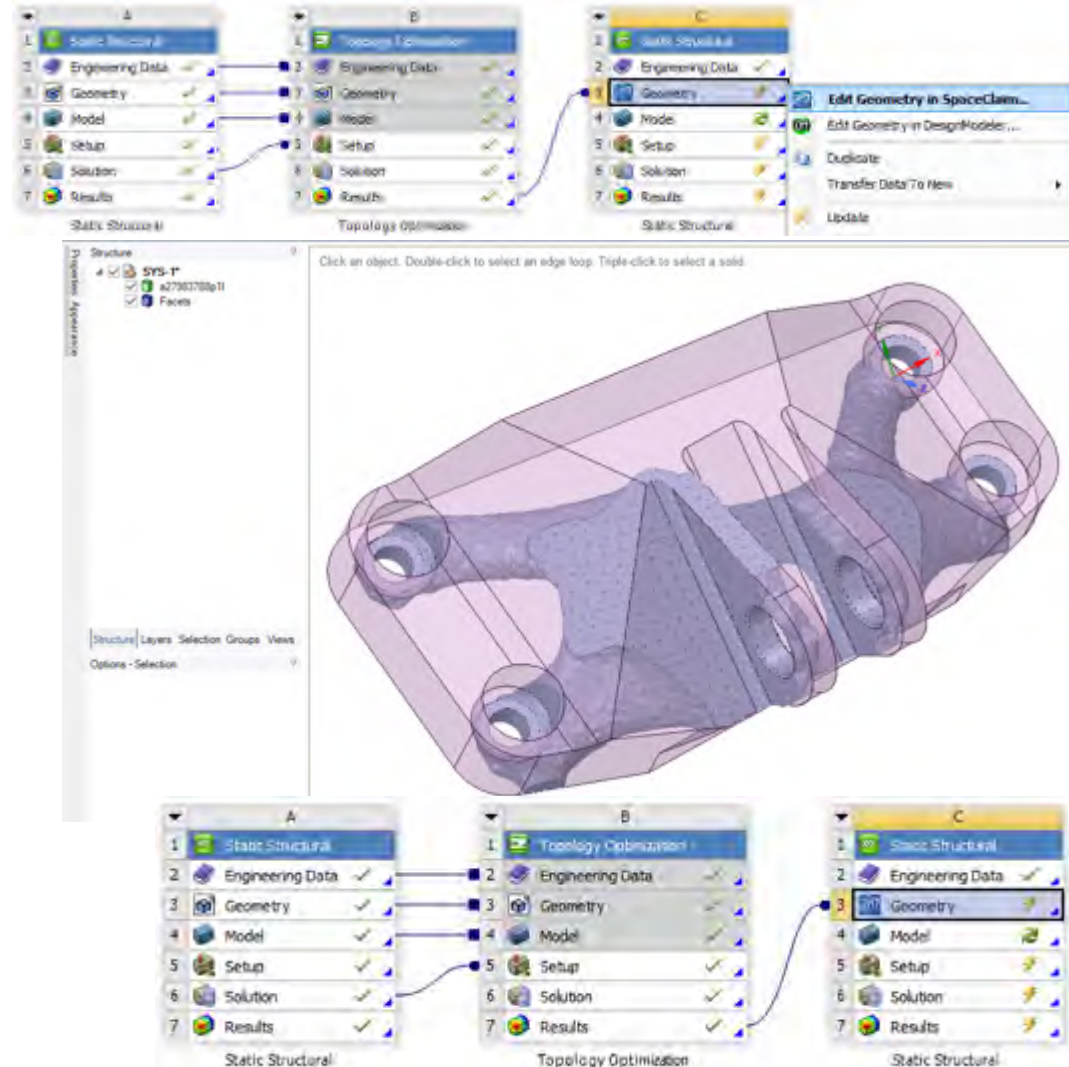 A B C
1 Static Structural 1 Topology Optimization 1 Static Structural
2 Engineering Data 2 Engineering Data 2 Engineering Data
3 Geometry 3 Geometry 3 Geometry Edit Geometry in SpaceClaim...
4 Model 4 Model 4 Model Edit Geometry in DesignModeler...
5 Setup 5 Setup 5 Setup Duplicate
6 Solution 6 Solution 6 Solution Transfer Data To New
7 Results 7 Results 7 Results Update
Static Structural Topology Optimization Static Structural
Properties Appearance
Structure
SYS-1*
Facets
Click an object. Double-click to select an edge loop. Triple-click to select a solid.
Structure Layers Selection Groups Views
Options - Selection
A B C
1 Static Structural 1 Topology Optimization 1 Static Structural
2 Engineering Data 2 Engineering Data 2 Engineering Data
3 Geometry 3 Geometry 3 Geometry
4 Model 4 Model 4 Model
5 Setup 5 Setup 5 Setup
6 Solution 6 Solution 6 Solution
7 Results 7 Results 7 Results
Static Structural Topology Optimization Static Structural